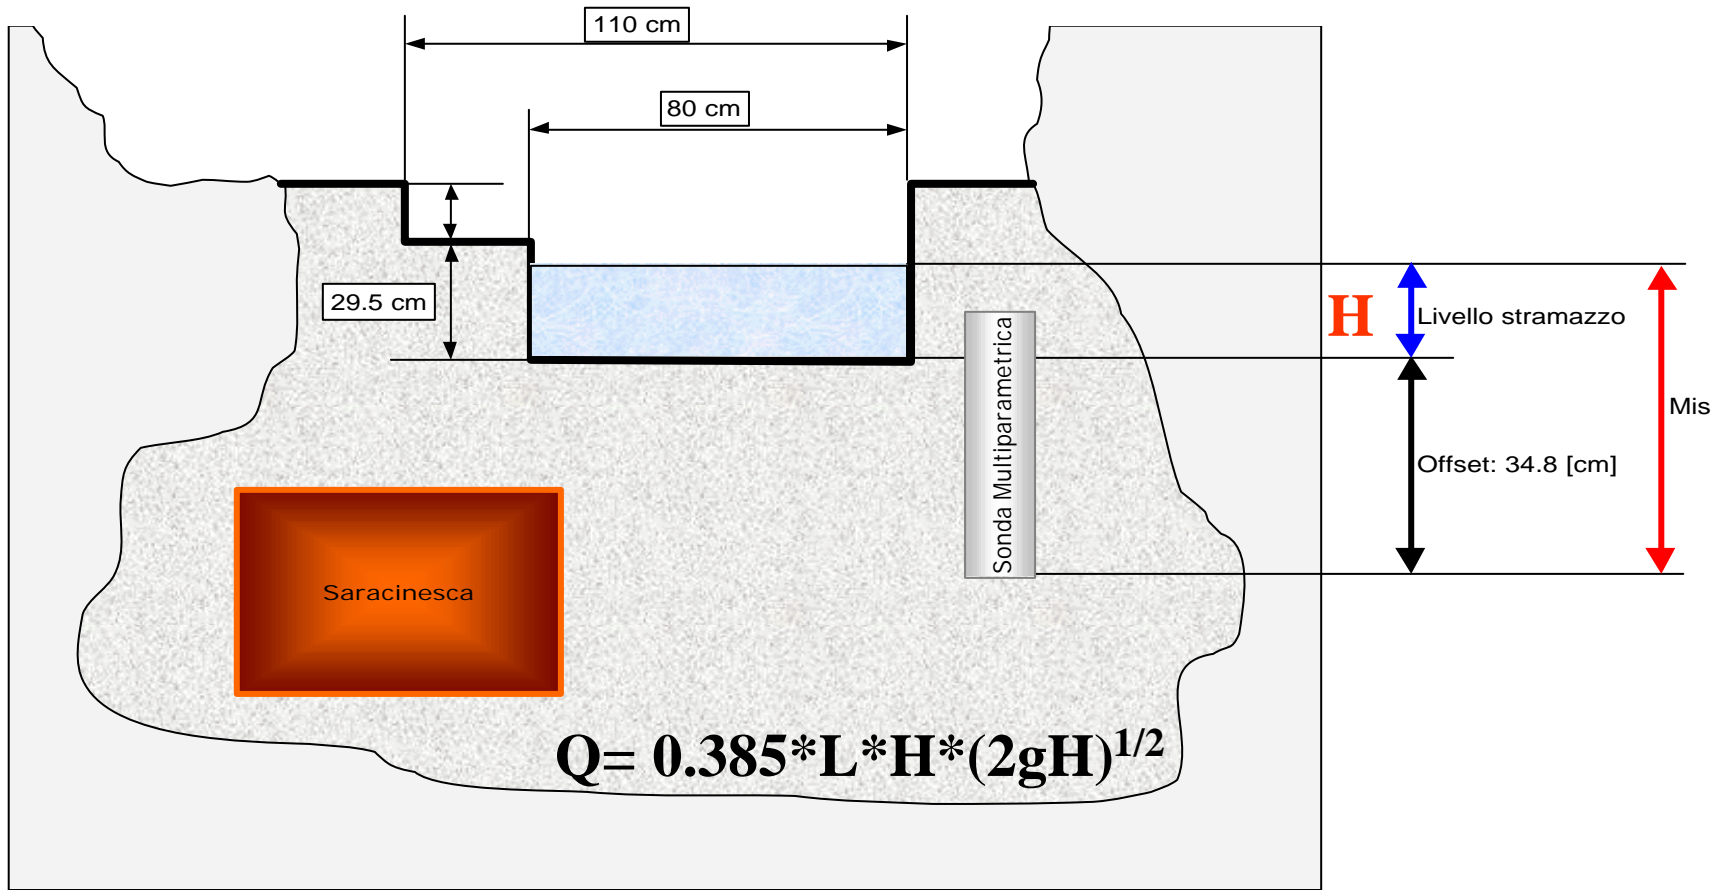 110 cm
80 cm
29.5 cm
H
Livello stramazzo
Mis
Sonda Multiparametrica
Offset: 34.8 [cm]
Saracinesca
Q= 0.385*L*H*(2gH)^1/2